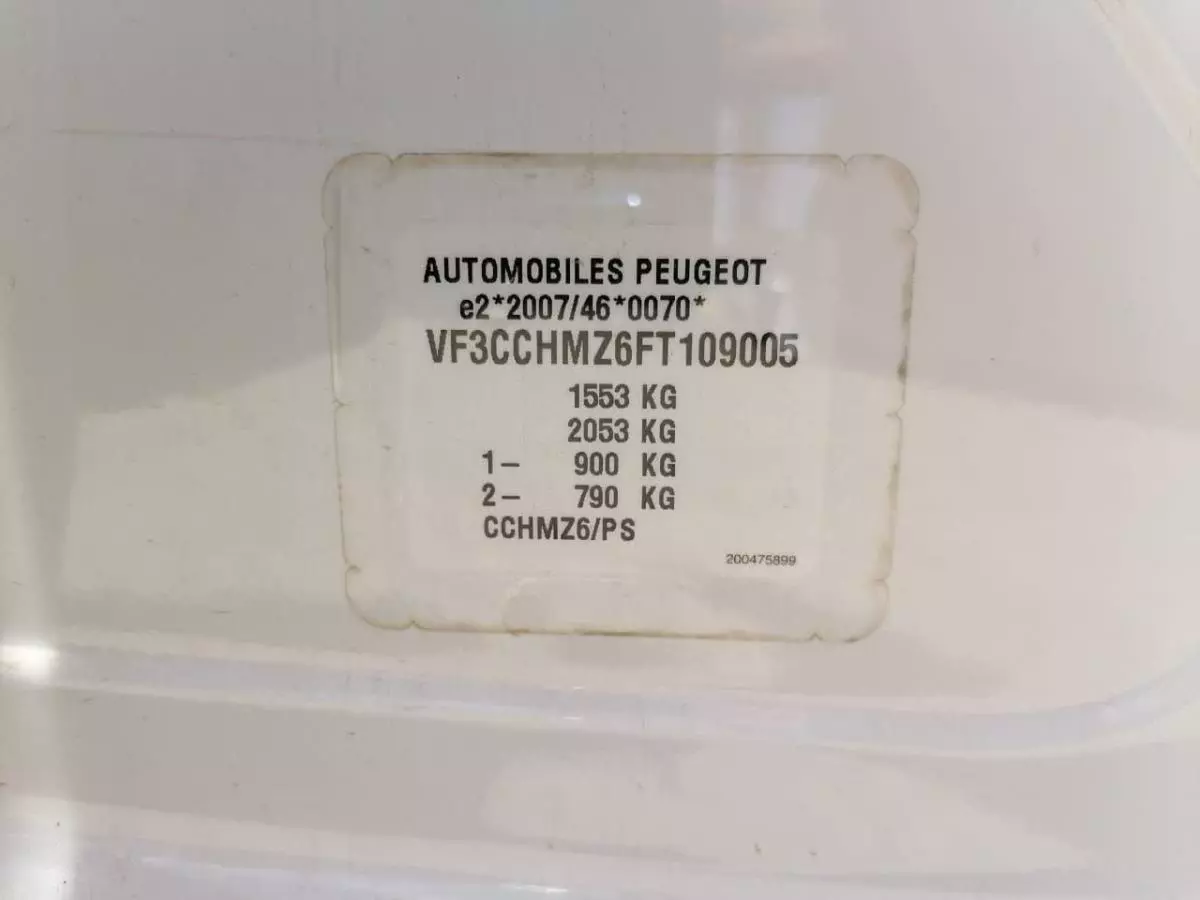 AUTOMOBILES PEUGEOT
e2*2007/46*0070*
VF3CCHMZ6FT109005
1553 KG
2053 KG
1– 900 KG
2– 790 KG
CCHMZ6/PS
200475899